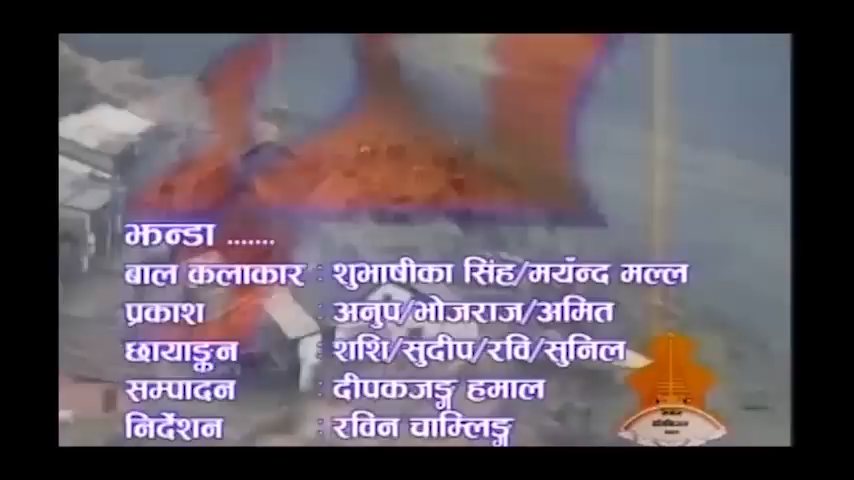 झन्डा .......
बाल कलाकार : शुभाषीका सिंह/मयँन्द मल्ल
प्रकाश : अनुप/भोजराज/अमित
छायाङ्कन : शशि/सुदीप/रवि/सुनिल
सम्पादन : दीपकजङ्ग हमाल
निर्देशन : रविन चाम्लिङ्ग